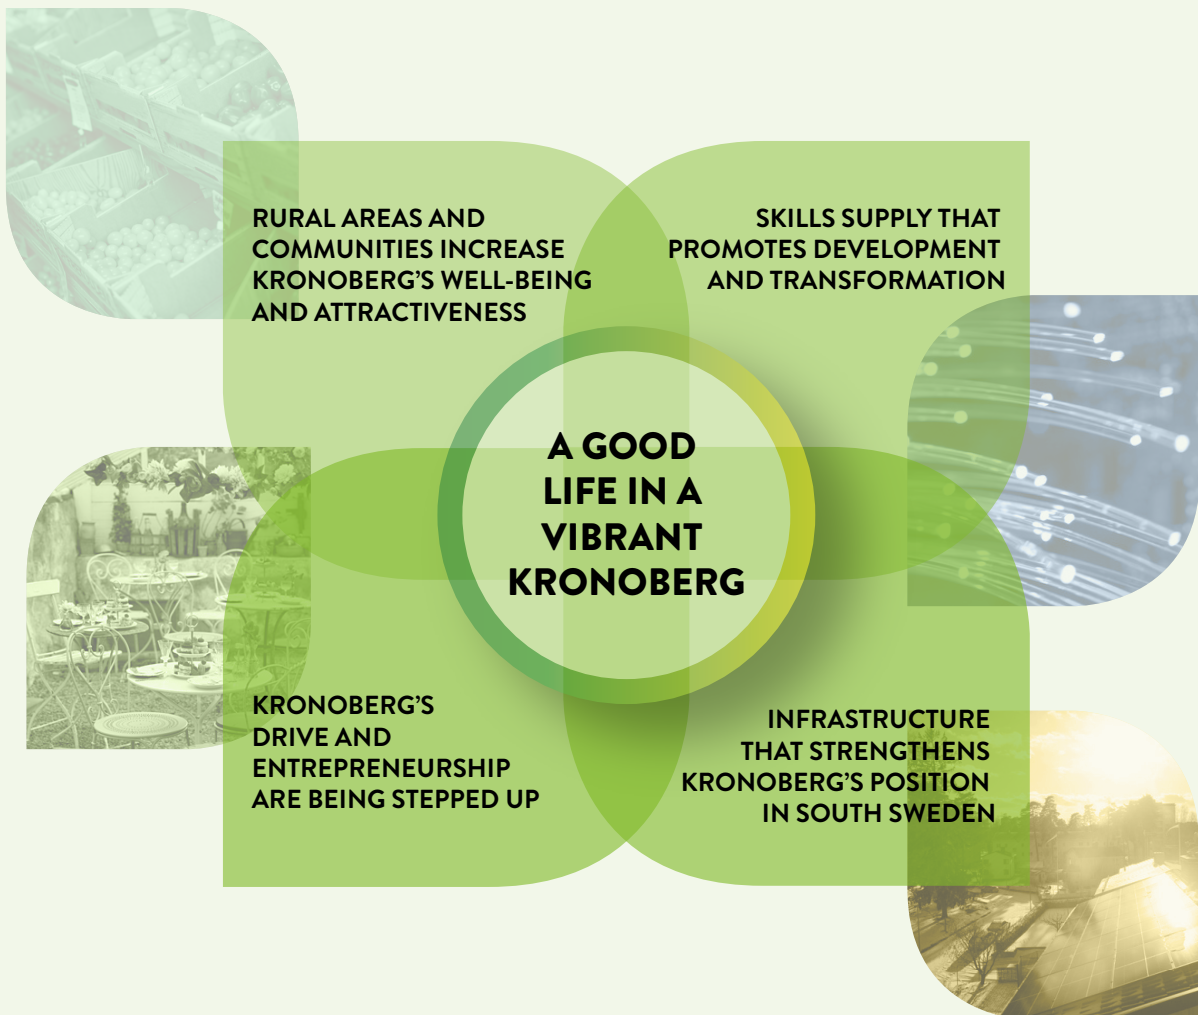 RURAL AREAS AND
COMMUNITIES INCREASE
KRONOBERG’S WELL-BEING
AND ATTRACTIVENESS
SKILLS SUPPLY THAT
PROMOTES DEVELOPMENT
AND TRANSFORMATION
A GOOD
LIFE IN A
VIBRANT
KRONOBERG
KRONOBERG’S
DRIVE AND
ENTREPRENEURSHIP
ARE BEING STEPPED UP
INFRASTRUCTURE
THAT STRENGTHENS
KRONOBERG’S POSITION
IN SOUTH SWEDEN